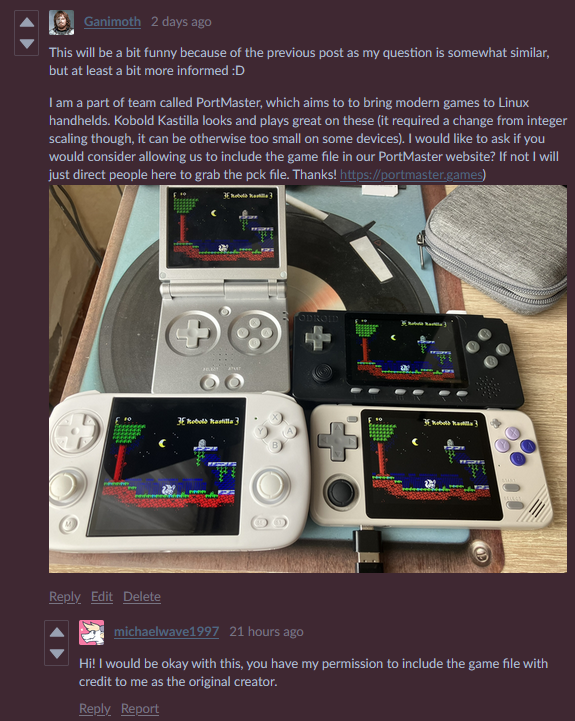 Ganimoth 2 days ago
This will be a bit funny because of the previous post as my question is somewhat similar,
but at least a bit more informed :D
I am a part of team called PortMaster, which aims to to bring modern games to Linux
handhelds. Kobold Kastilla looks and plays great on these (it required a change from integer
scaling though, it can be otherwise too small on some devices). I would like to ask if you
would consider allowing us to include the game file in our PortMaster website? If not I will
just direct people here to grab the pck file. Thanks! https://portmaster.games)
Kobold Kastilla
SELECT START
Kobold Kastilla
Kobold Kastilla
X
Y A
B
Kobold Kastilla
Reply Edit Delete
michaelwave1997 21 hours ago
Hi! I would be okay with this, you have my permission to include the game file with
credit to me as the original creator.
Reply Report